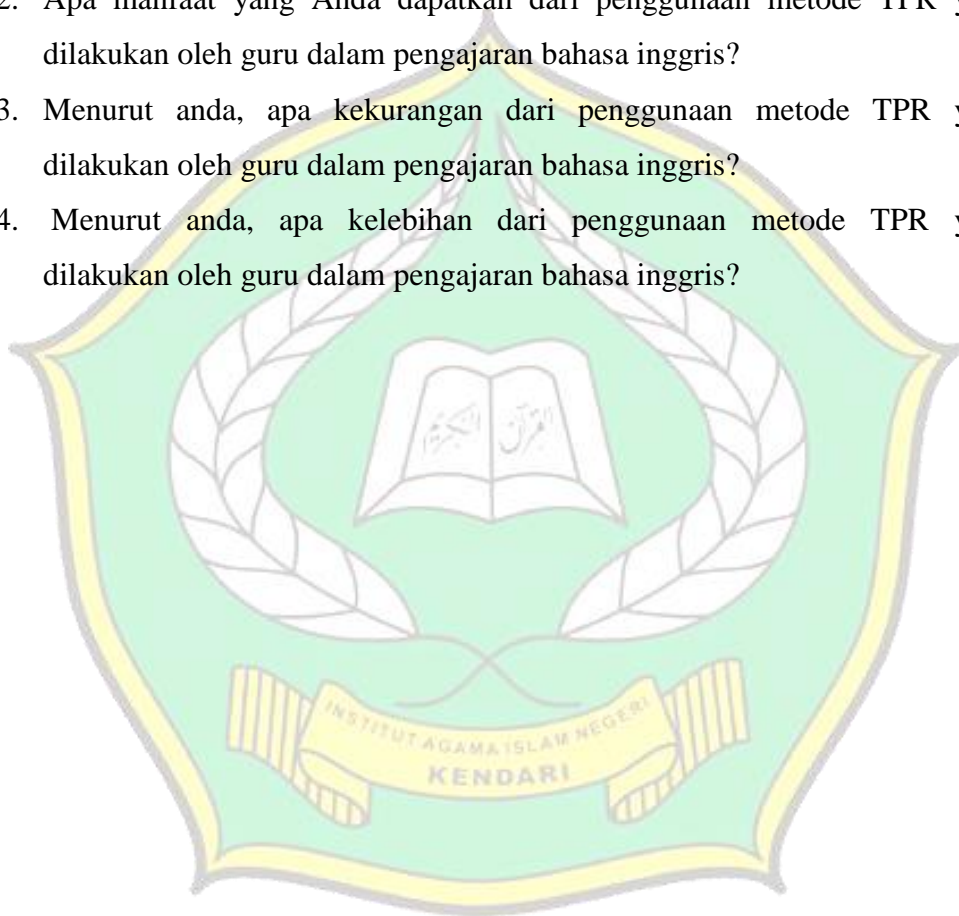 2. Apa manfaat yang Anda dapatkan dari penggunaan metode TPR y
dilakukan oleh guru dalam pengajaran bahasa inggris?
3. Menurut anda, apa kekurangan dari penggunaan metode TPR y
dilakukan oleh guru dalam pengajaran bahasa inggris?
4. Menurut anda, apa kelebihan dari penggunaan metode TPR y
dilakukan oleh guru dalam pengajaran bahasa inggris?
القرآن الكريم
INSTITUT AGAMA ISLAM NEGERI
KENDARI